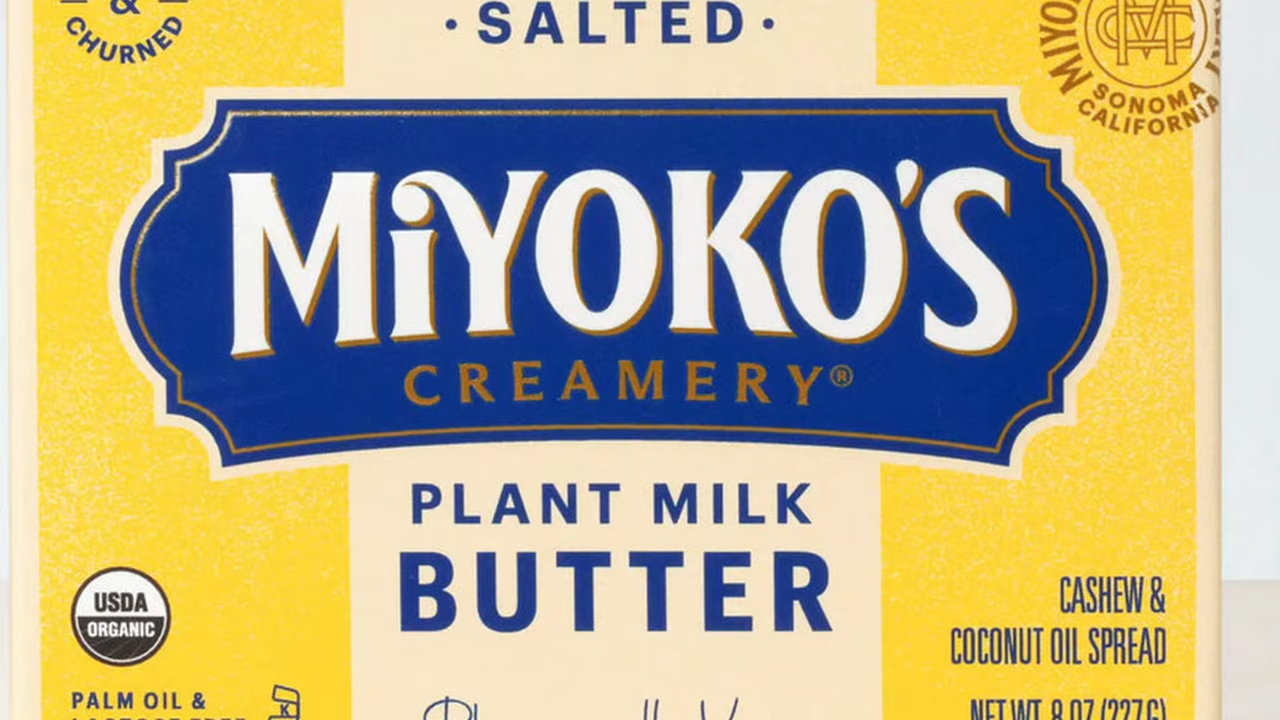 &
CHURNED
· SALTED ·
SONOMA
CALIFORNIA
MiYOKO'S
CREAMERY®
PLANT MILK
BUTTER
USDA
ORGANIC
CASHEW &
COCONUT OIL SPREAD
PALM OIL &
K
NET WT. 8 OZ (227G)